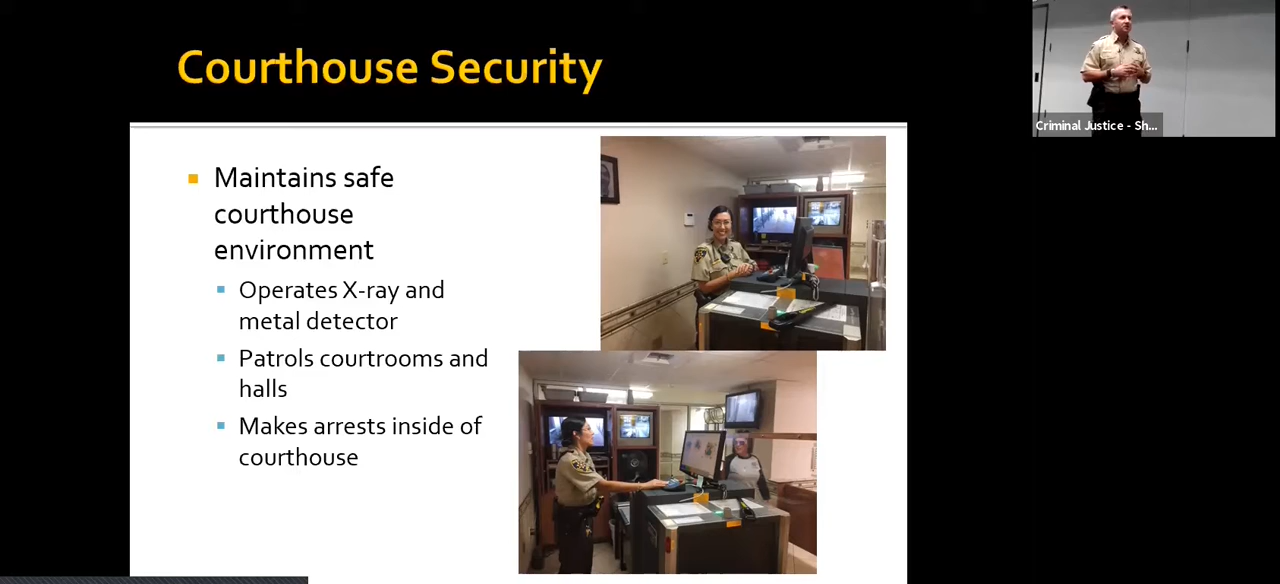 Courthouse Security
Maintains safe
courthouse
environment
Operates X-ray and
metal detector
Patrols courtrooms and
halls
Makes arrests inside of
courthouse
Criminal Justice - Sh...